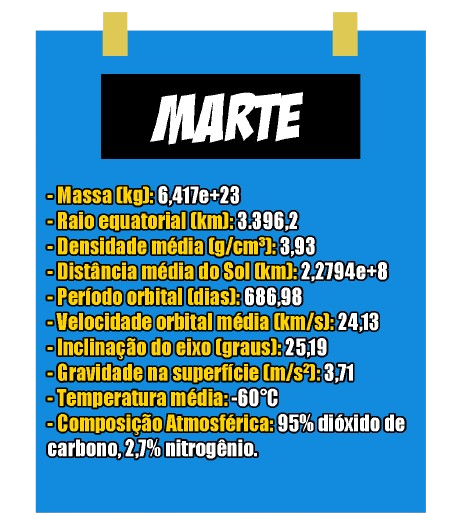 MARTE
- Massa (kg): 6,417e+23
- Raio equatorial (km): 3.396,2
- Densidade média (g/cm³): 3,93
- Distância média do Sol (km): 2,2794e+8
- Período orbital (dias): 686,98
- Velocidade orbital média (km/s): 24,13
- Inclinação do eixo (graus): 25,19
- Gravidade na superfície (m/s²): 3,71
- Temperatura média: -60°C
- Composição Atmosférica: 95% dióxido de
carbono, 2,7% nitrogênio.